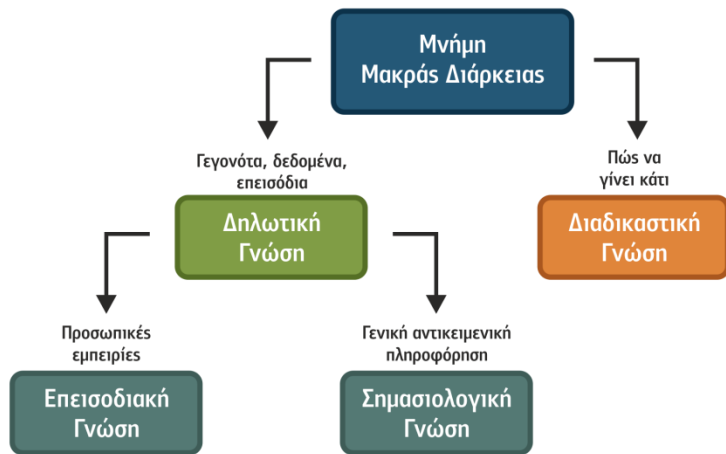 Μνήμη
Μακράς Διάρκειας
Γεγονότα, δεδομένα,
επεισόδια
Πώς να
γίνει κάτι
Δηλωτική
Γνώση
Διαδικαστική
Γνώση
Προσωπικές
εμπειρίες
Γενική αντικειμενική
πληροφόρηση
Επεισοδιακή
Γνώση
Σημασιολογική
Γνώση